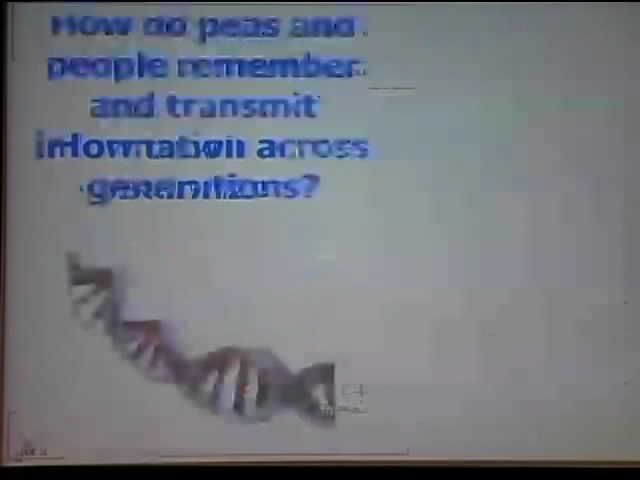 How do peas and
people remember
and transmit
information across
generations?